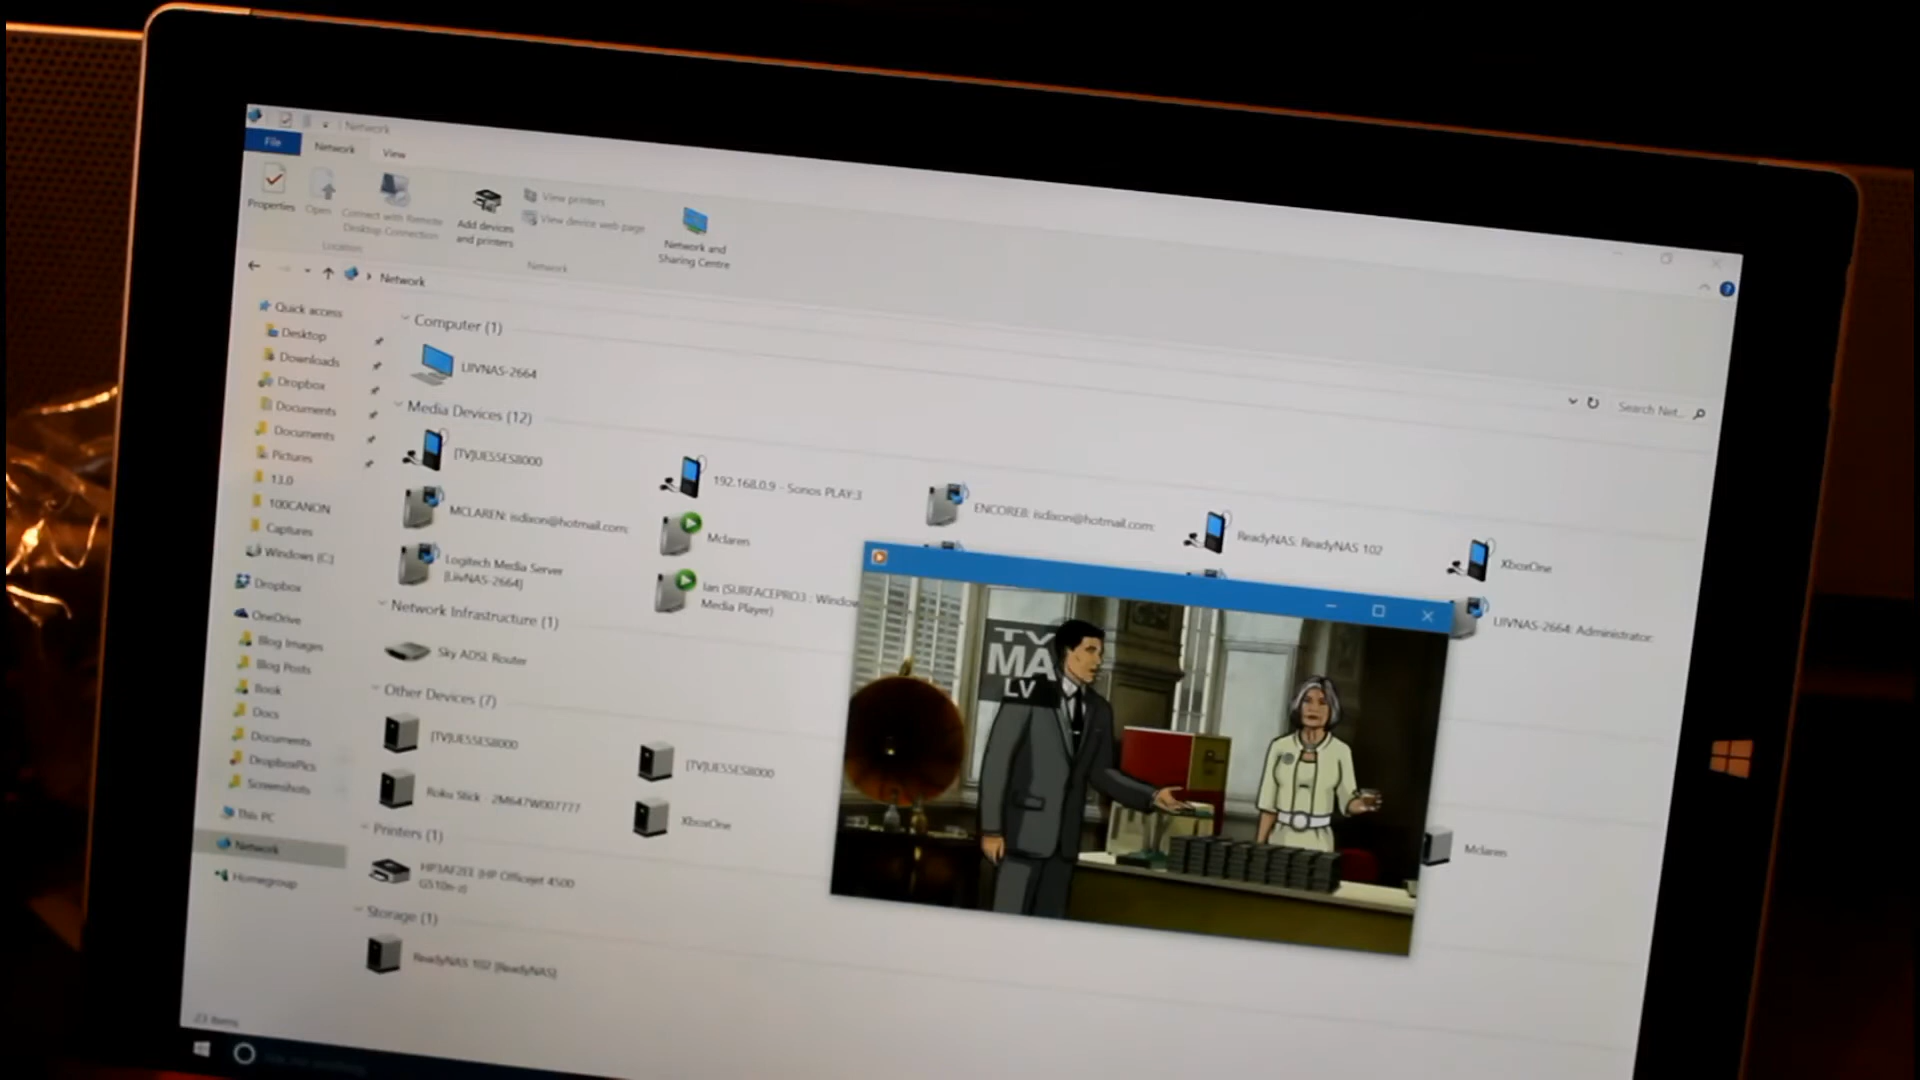 Network
File
Network
View
Properties
Open
Connect with Remote
Desktop Connection
Add devices
and printers
View printers
View device web page
Network and
Sharing Centre
Location
Network
Network
Search Net...
Quick access
Desktop
Downloads
Dropbox
Documents
Documents
Pictures
13.0
100CANON
Captures
Windows (C:)
Dropbox
OneDrive
Blog Images
Blog Posts
Book
Docs
Documents
DropboxPics
Screenshots
This PC
Network
Homegroup
Computer (1)
LIIVNAS-2664
Media Devices (12)
[TV]UE55ES8000
192.168.0.9 - Sonos PLAY:3
ENCORE8: isdixon@hotmail.com:
ReadyNAS: ReadyNAS 102
XboxOne
MCLAREN: isdixon@hotmail.com:
Mclaren
LIIVNAS-2664: Administrator:
Logitech Media Server
[LiivNAS-2664]
Ian (SURFACEPRO3 : Window
Media Player)
Network Infrastructure (1)
Sky ADSL Router
Other Devices (7)
[TV]UE55ES8000
[TV]UE55ES8000
Roku Stick - 2M647W007777
XboxOne
Mclaren
Printers (1)
HP3AF2EE (HP Officejet 4500
G510n-z)
Storage (1)
ReadyNAS 102 [ReadyNAS]
23 items
TV
MA
LV